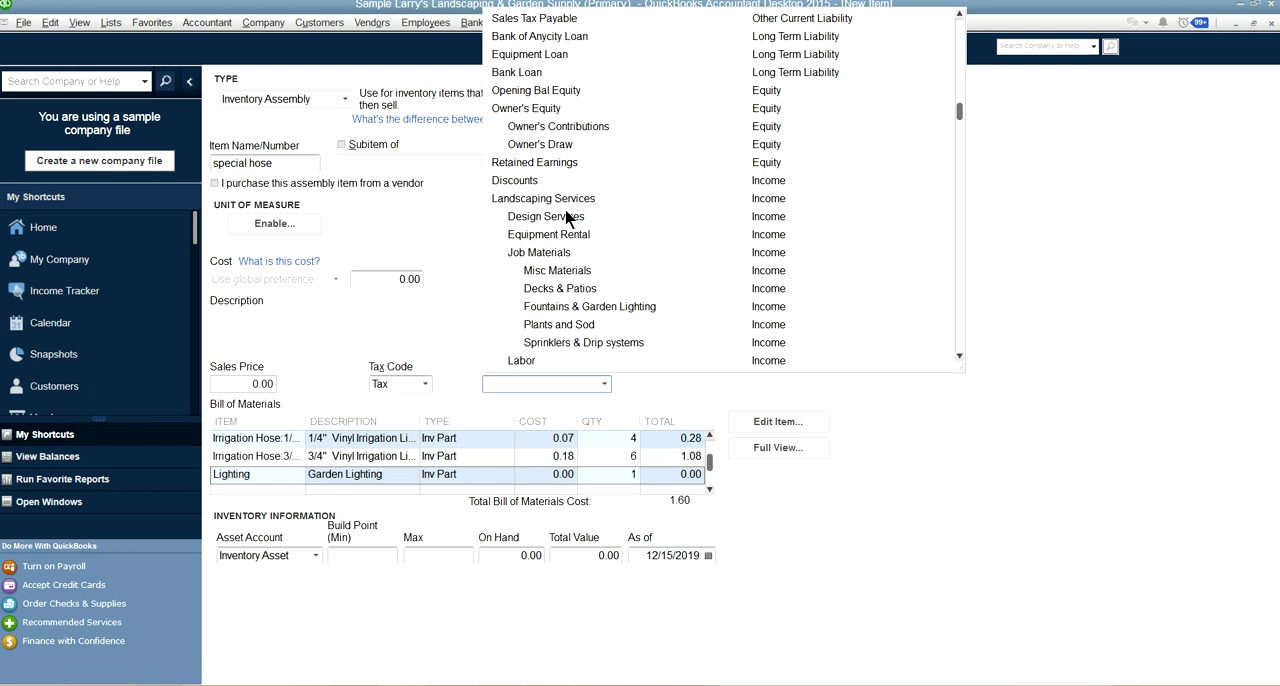 Sample Larry's Landscaping & Garden Supply (Primary) - QuickBooks Accountant Desktop 2015 - [New Item]
File Edit View Lists Favorites Accountant Company Customers Vendors Employees Bank
99+
Search Company or Help
Search Company or Help
You are using a sample
company file
Create a new company file
My Shortcuts
Home
My Company
Income Tracker
Calendar
Snapshots
Customers
My Shortcuts
View Balances
Run Favorite Reports
Open Windows
Do More With QuickBooks
Turn on Payroll
Accept Credit Cards
Order Checks & Supplies
Recommended Services
Finance with Confidence
TYPE
Inventory Assembly
Use for inventory items that
then sell.
What's the difference betwee
Item Name/Number
Subitem of
special hose
I purchase this assembly item from a vendor
UNIT OF MEASURE
Enable...
Cost What is this cost?
Use global preference 0.00
Description
Sales Price Tax Code
0.00 Tax
Sales Tax Payable Other Current Liability
Bank of Anycity Loan Long Term Liability
Equipment Loan Long Term Liability
Bank Loan Long Term Liability
Opening Bal Equity Equity
Owner's Equity Equity
Owner's Contributions Equity
Owner's Draw Equity
Retained Earnings Equity
Discounts Income
Landscaping Services Income
Design Services Income
Equipment Rental Income
Job Materials Income
Misc Materials Income
Decks & Patios Income
Fountains & Garden Lighting Income
Plants and Sod Income
Sprinklers & Drip systems Income
Labor Income
Bill of Materials
ITEM DESCRIPTION TYPE COST QTY TOTAL
Irrigation Hose:1/... 1/4" Vinyl Irrigation Li... Inv Part 0.07 4 0.28
Irrigation Hose:3/... 3/4" Vinyl Irrigation Li... Inv Part 0.18 6 1.08
Lighting Garden Lighting Inv Part 0.00 1 0.00
Total Bill of Materials Cost: 1.60
Edit Item...
Full View...
INVENTORY INFORMATION
Asset Account Build Point (Min) Max On Hand Total Value As of
Inventory Asset 0.00 0.00 12/15/2019